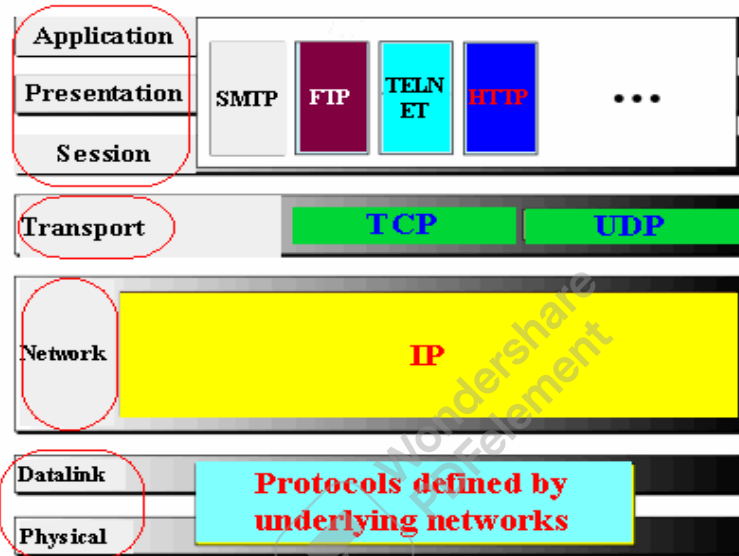 Application
Presentation
Session
SMTP
FTP
TELN
ET
HTTP
...
Transport
TCP
UDP
Network
IP
Datalink
Physical
Protocols defined by
underlying networks
Wondershare
PDFelement